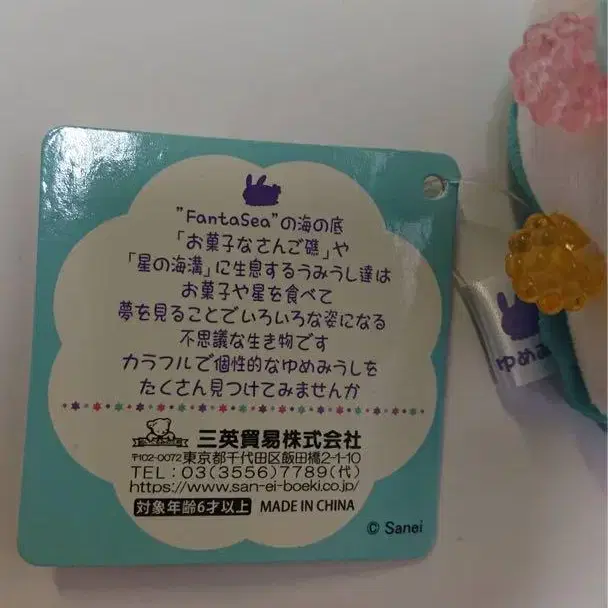 "FantaSea"の海の底
「お菓子なさんご礁」や
「星の海溝」に生息するうみうし達は
お菓子や星を食べて
夢を見ることでいろいろな姿になる
不思議な生き物です
カラフルで個性的なゆめみうしを
たくさん見つけてみませんか
三英貿易株式会社
〒102-0072東京都千代田区飯田橋2-1-10
TEL:03(3556)7789(代)
https://www.san-ei-boeki.co.jp/
対象年齢6才以上 MADE IN CHINA
© Sanei
ゆめみ